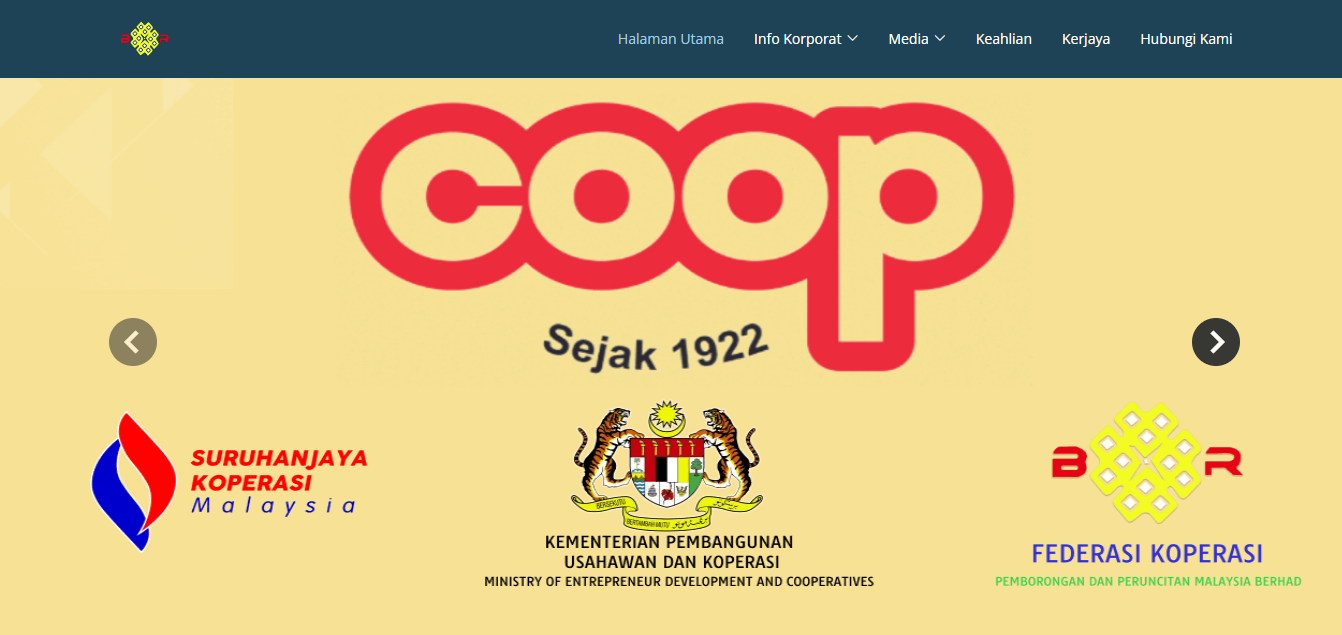 B R
Halaman Utama
Info Korporat
Media
Keahlian
Kerjaya
Hubungi Kami
coop
Sejak 1922
SURUHANJAYA
KOPERASI
Malaysia
BERSEKUTU
BERTAMBAH MUTU
KEMENTERIAN PEMBANGUNAN
USAHAWAN DAN KOPERASI
MINISTRY OF ENTREPRENEUR DEVELOPMENT AND COOPERATIVES
B R
FEDERASI KOPERASI
PEMBORONGAN DAN PERUNCITAN MALAYSIA BERHAD